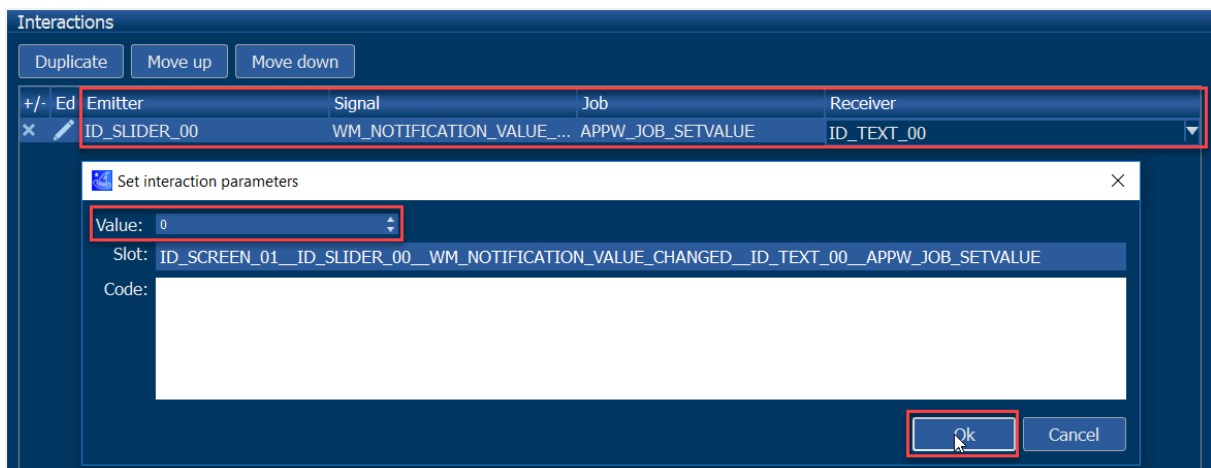 Interactions
Duplicate Move up Move down
+/- Ed Emitter Signal Job Receiver
ID_SLIDER_00 WM_NOTIFICATION_VALUE_... APPW_JOB_SETVALUE ID_TEXT_00
Set interaction parameters
Value: 0
Slot: ID_SCREEN_01__ID_SLIDER_00__WM_NOTIFICATION_VALUE_CHANGED__ID_TEXT_00__APPW_JOB_SETVALUE
Code:
Ok Cancel